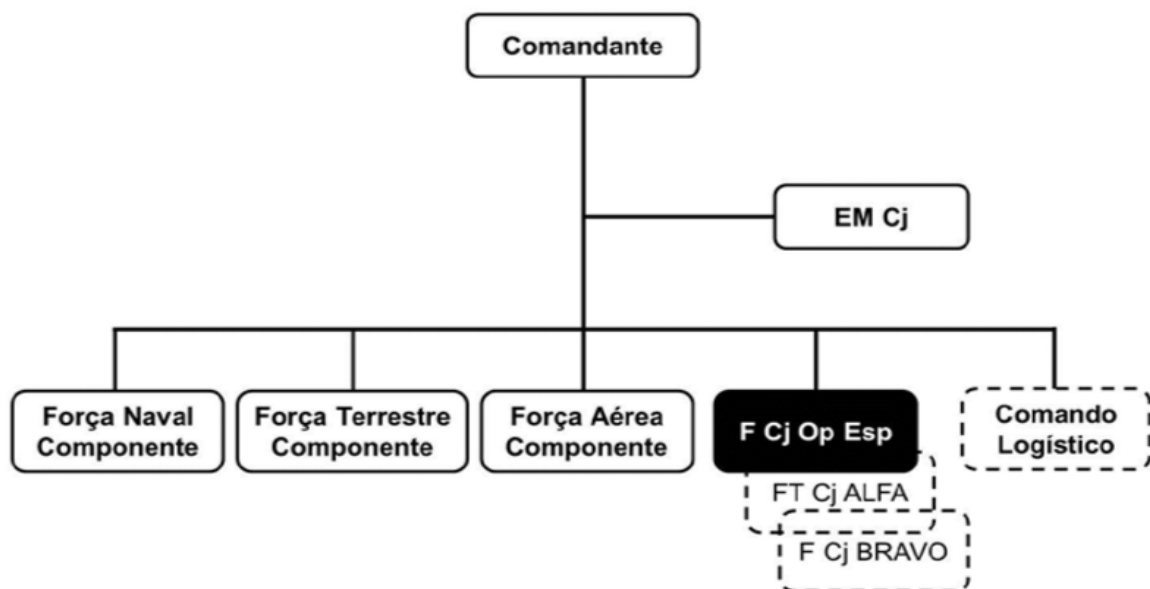 Comandante
EM Cj
Força Naval
Componente
Força Terrestre
Componente
Força Aérea
Componente
F Cj Op Esp
FT Cj ALFA
F Cj BRAVO
Comando
Logístico